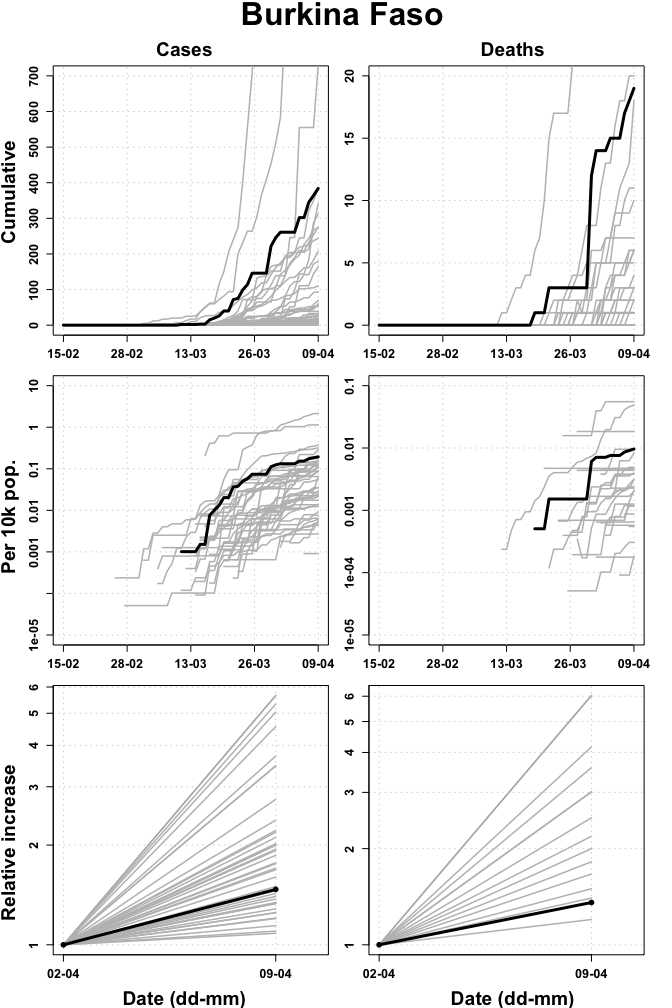 Burkina Faso
Cases
Deaths
Cumulative
700
600
500
400
300
200
100
0
15-02 28-02 13-03 26-03 09-04
20
15
10
5
0
15-02 28-02 13-03 26-03 09-04
Per 10k pop.
10
1
0.1
0.01
0.001
1e-05
15-02 28-02 13-03 26-03 09-04
0.1
0.01
0.001
1e-04
1e-05
15-02 28-02 13-03 26-03 09-04
Relative increase
6
5
4
3
2
1
02-04 09-04
Date (dd-mm)
6
5
4
3
2
1
02-04 09-04
Date (dd-mm)